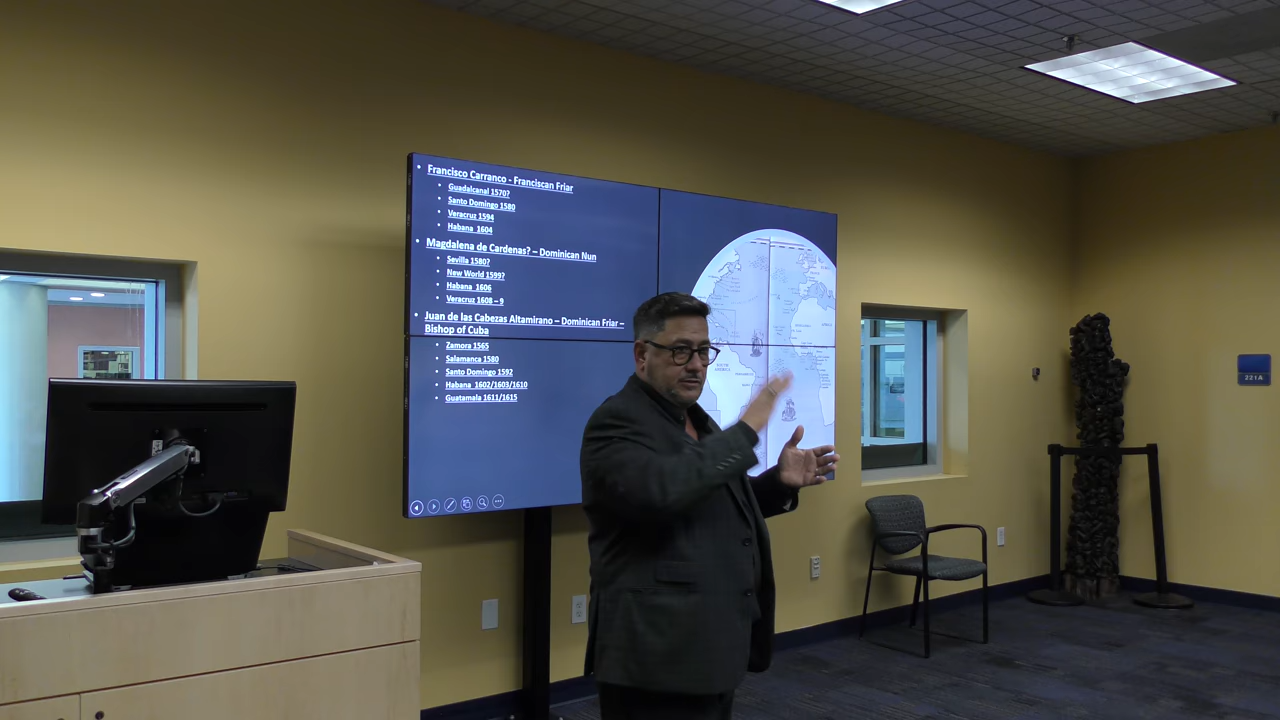 Francisco Carranco - Franciscan Friar
Guadalcanal 1570?
Santo Domingo 1580
Veracruz 1594
Habana 1604
Magdalena de Cardenas? – Dominican Nun
Sevilla 1580?
New World 1599?
Habana 1606
Veracruz 1608 – 9
Juan de las Cabezas Altamirano – Dominican Friar –
Bishop of Cuba
Zamora 1565
Salamanca 1580
Santo Domingo 1592
Habana 1602/1603/1610
Guatamala 1611/1615
221A